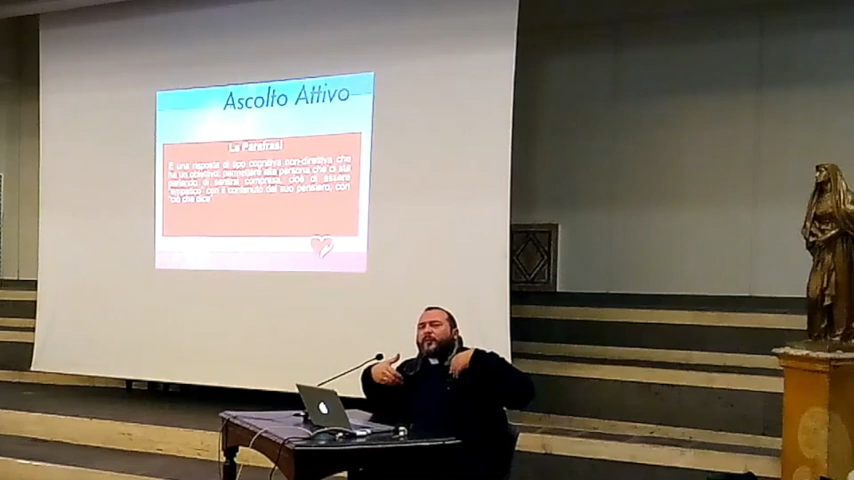 Ascolto Attivo
La Parafrasi
È una risposta di tipo cognitivo non-direttiva che
ha un obiettivo: permettere alla persona che ci sta
parlando di sentirsi compresa, cioè di essere
"empatico" con il contenuto del suo pensiero, con
"ciò che dice"